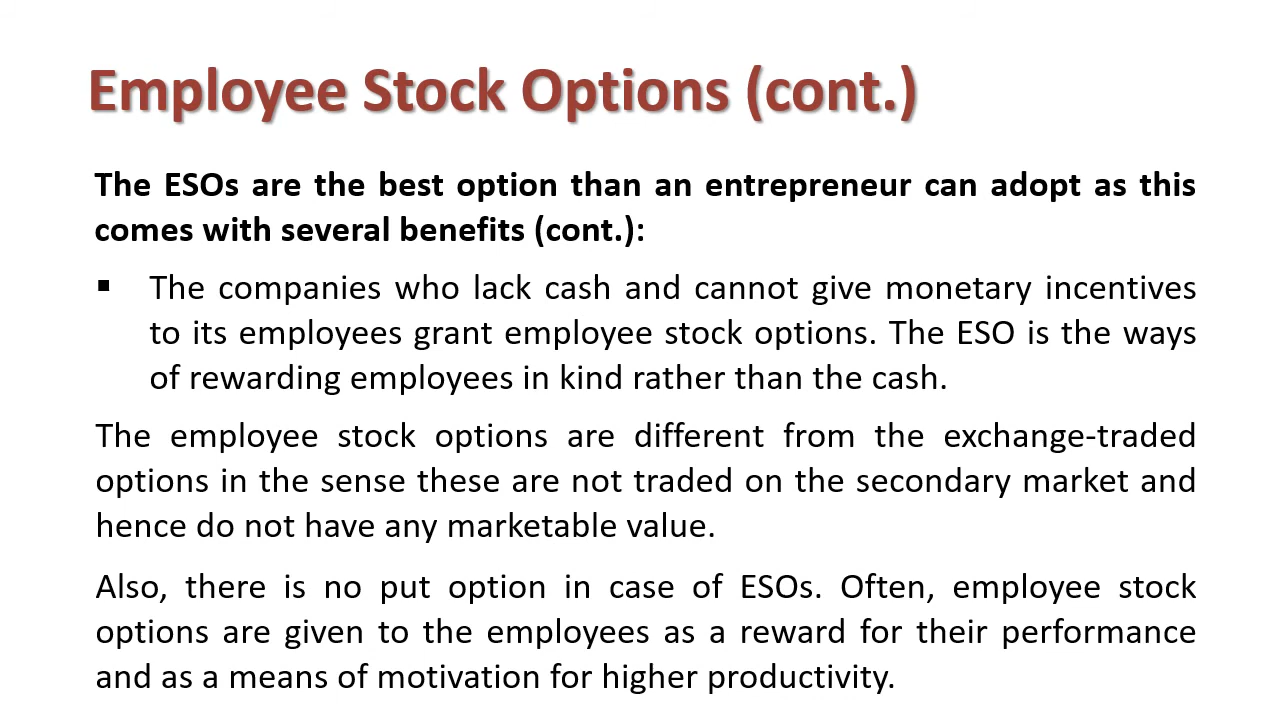 Employee Stock Options (cont.)
The ESOs are the best option than an entrepreneur can adopt as this
comes with several benefits (cont.):
▪ The companies who lack cash and cannot give monetary incentives
to its employees grant employee stock options. The ESO is the ways
of rewarding employees in kind rather than the cash.
The employee stock options are different from the exchange-traded
options in the sense these are not traded on the secondary market and
hence do not have any marketable value.
Also, there is no put option in case of ESOs. Often, employee stock
options are given to the employees as a reward for their performance
and as a means of motivation for higher productivity.